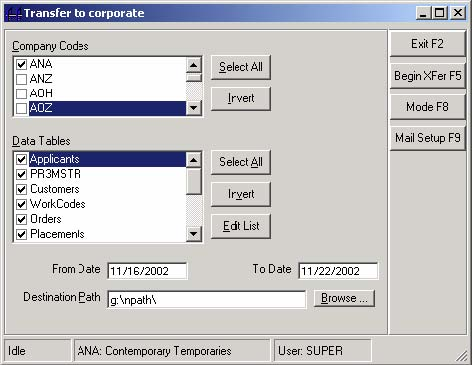 Transfer to corporate
Company Codes
ANA
ANZ
AOH
AOZ
Select All
Invert
Exit F2
Begin XFer F5
Mode F8
Mail Setup F9
Data Tables
Applicants
PR3MSTR
Customers
WorkCodes
Orders
Placements
Select All
Invert
Edit List
From Date 11/16/2002 To Date 11/22/2002
Destination Path g:\npath\ Browse ...
Idle ANA: Contemporary Temporaries User: SUPER